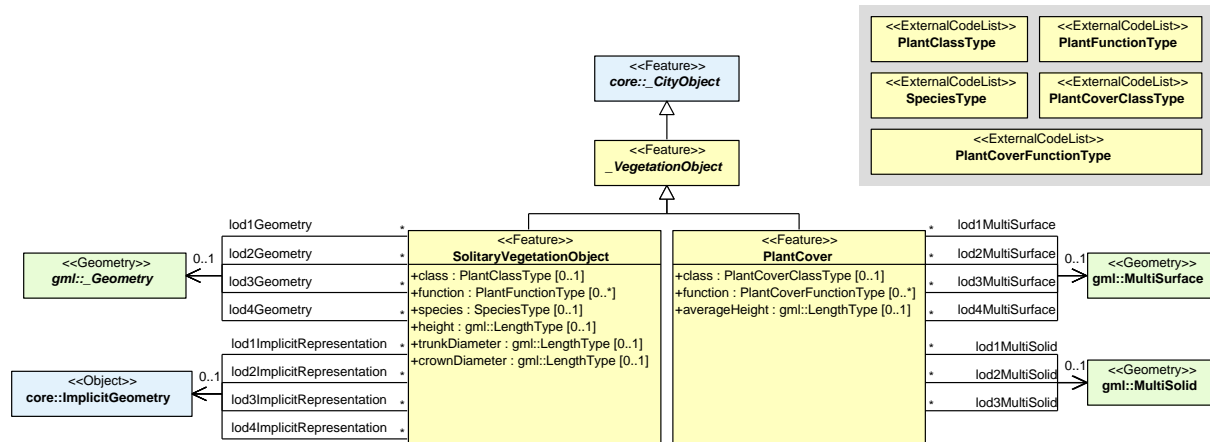 <<ExternalCodeList>>
PlantClassType
<<ExternalCodeList>>
PlantFunctionType
<<ExternalCodeList>>
SpeciesType
<<ExternalCodeList>>
PlantCoverClassType
<<ExternalCodeList>>
PlantCoverFunctionType
<<Feature>>
core::_CityObject
<<Feature>>
_VegetationObject
<<Geometry>>
gml::_Geometry
0..1
lod1Geometry *
lod2Geometry *
lod3Geometry *
lod4Geometry *
<<Object>>
core::ImplicitGeometry
0..1
lod1ImplicitRepresentation *
lod2ImplicitRepresentation *
lod3ImplicitRepresentation *
lod4ImplicitRepresentation *
<<Feature>>
SolitaryVegetationObject
+class : PlantClassType [0..1]
+function : PlantFunctionType [0..*]
+species : SpeciesType [0..1]
+height : gml::LengthType [0..1]
+trunkDiameter : gml::LengthType [0..1]
+crownDiameter : gml::LengthType [0..1]
<<Feature>>
PlantCover
+class : PlantCoverClassType [0..1]
+function : PlantCoverFunctionType [0..*]
+averageHeight : gml::LengthType [0..1]
* lod1MultiSurface
* lod2MultiSurface
* lod3MultiSurface
* lod4MultiSurface
0..1
<<Geometry>>
gml::MultiSurface
* lod1MultiSolid
* lod2MultiSolid
* lod3MultiSolid
0..1
<<Geometry>>
gml::MultiSolid